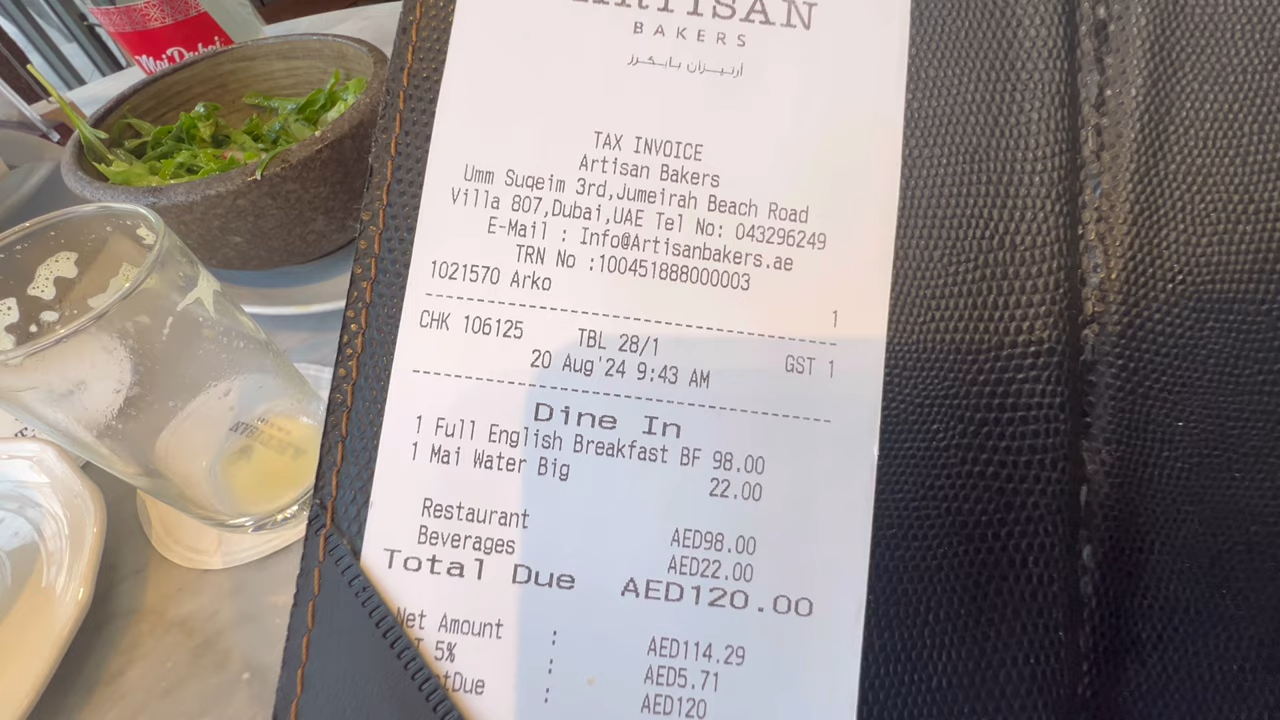 Mai Dubai
ARTISAN
BAKERS
ارتيزان بايكرز
TAX INVOICE
Artisan Bakers
Umm Suqeim 3rd,Jumeirah Beach Road
Villa 807,Dubai,UAE Tel No: 043296249
E-Mail : Info@Artisanbakers.ae
TRN No :100451888000003
1021570 Arko 1
CHK 106125 TBL 28/1 GST 1
20 Aug'24 9:43 AM
Dine In
1 Full English Breakfast BF 98.00
1 Mai Water Big 22.00
Restaurant AED98.00
Beverages AED22.00
Total Due AED120.00
Net Amount : AED114.29
5% : AED5.71
Due : AED120